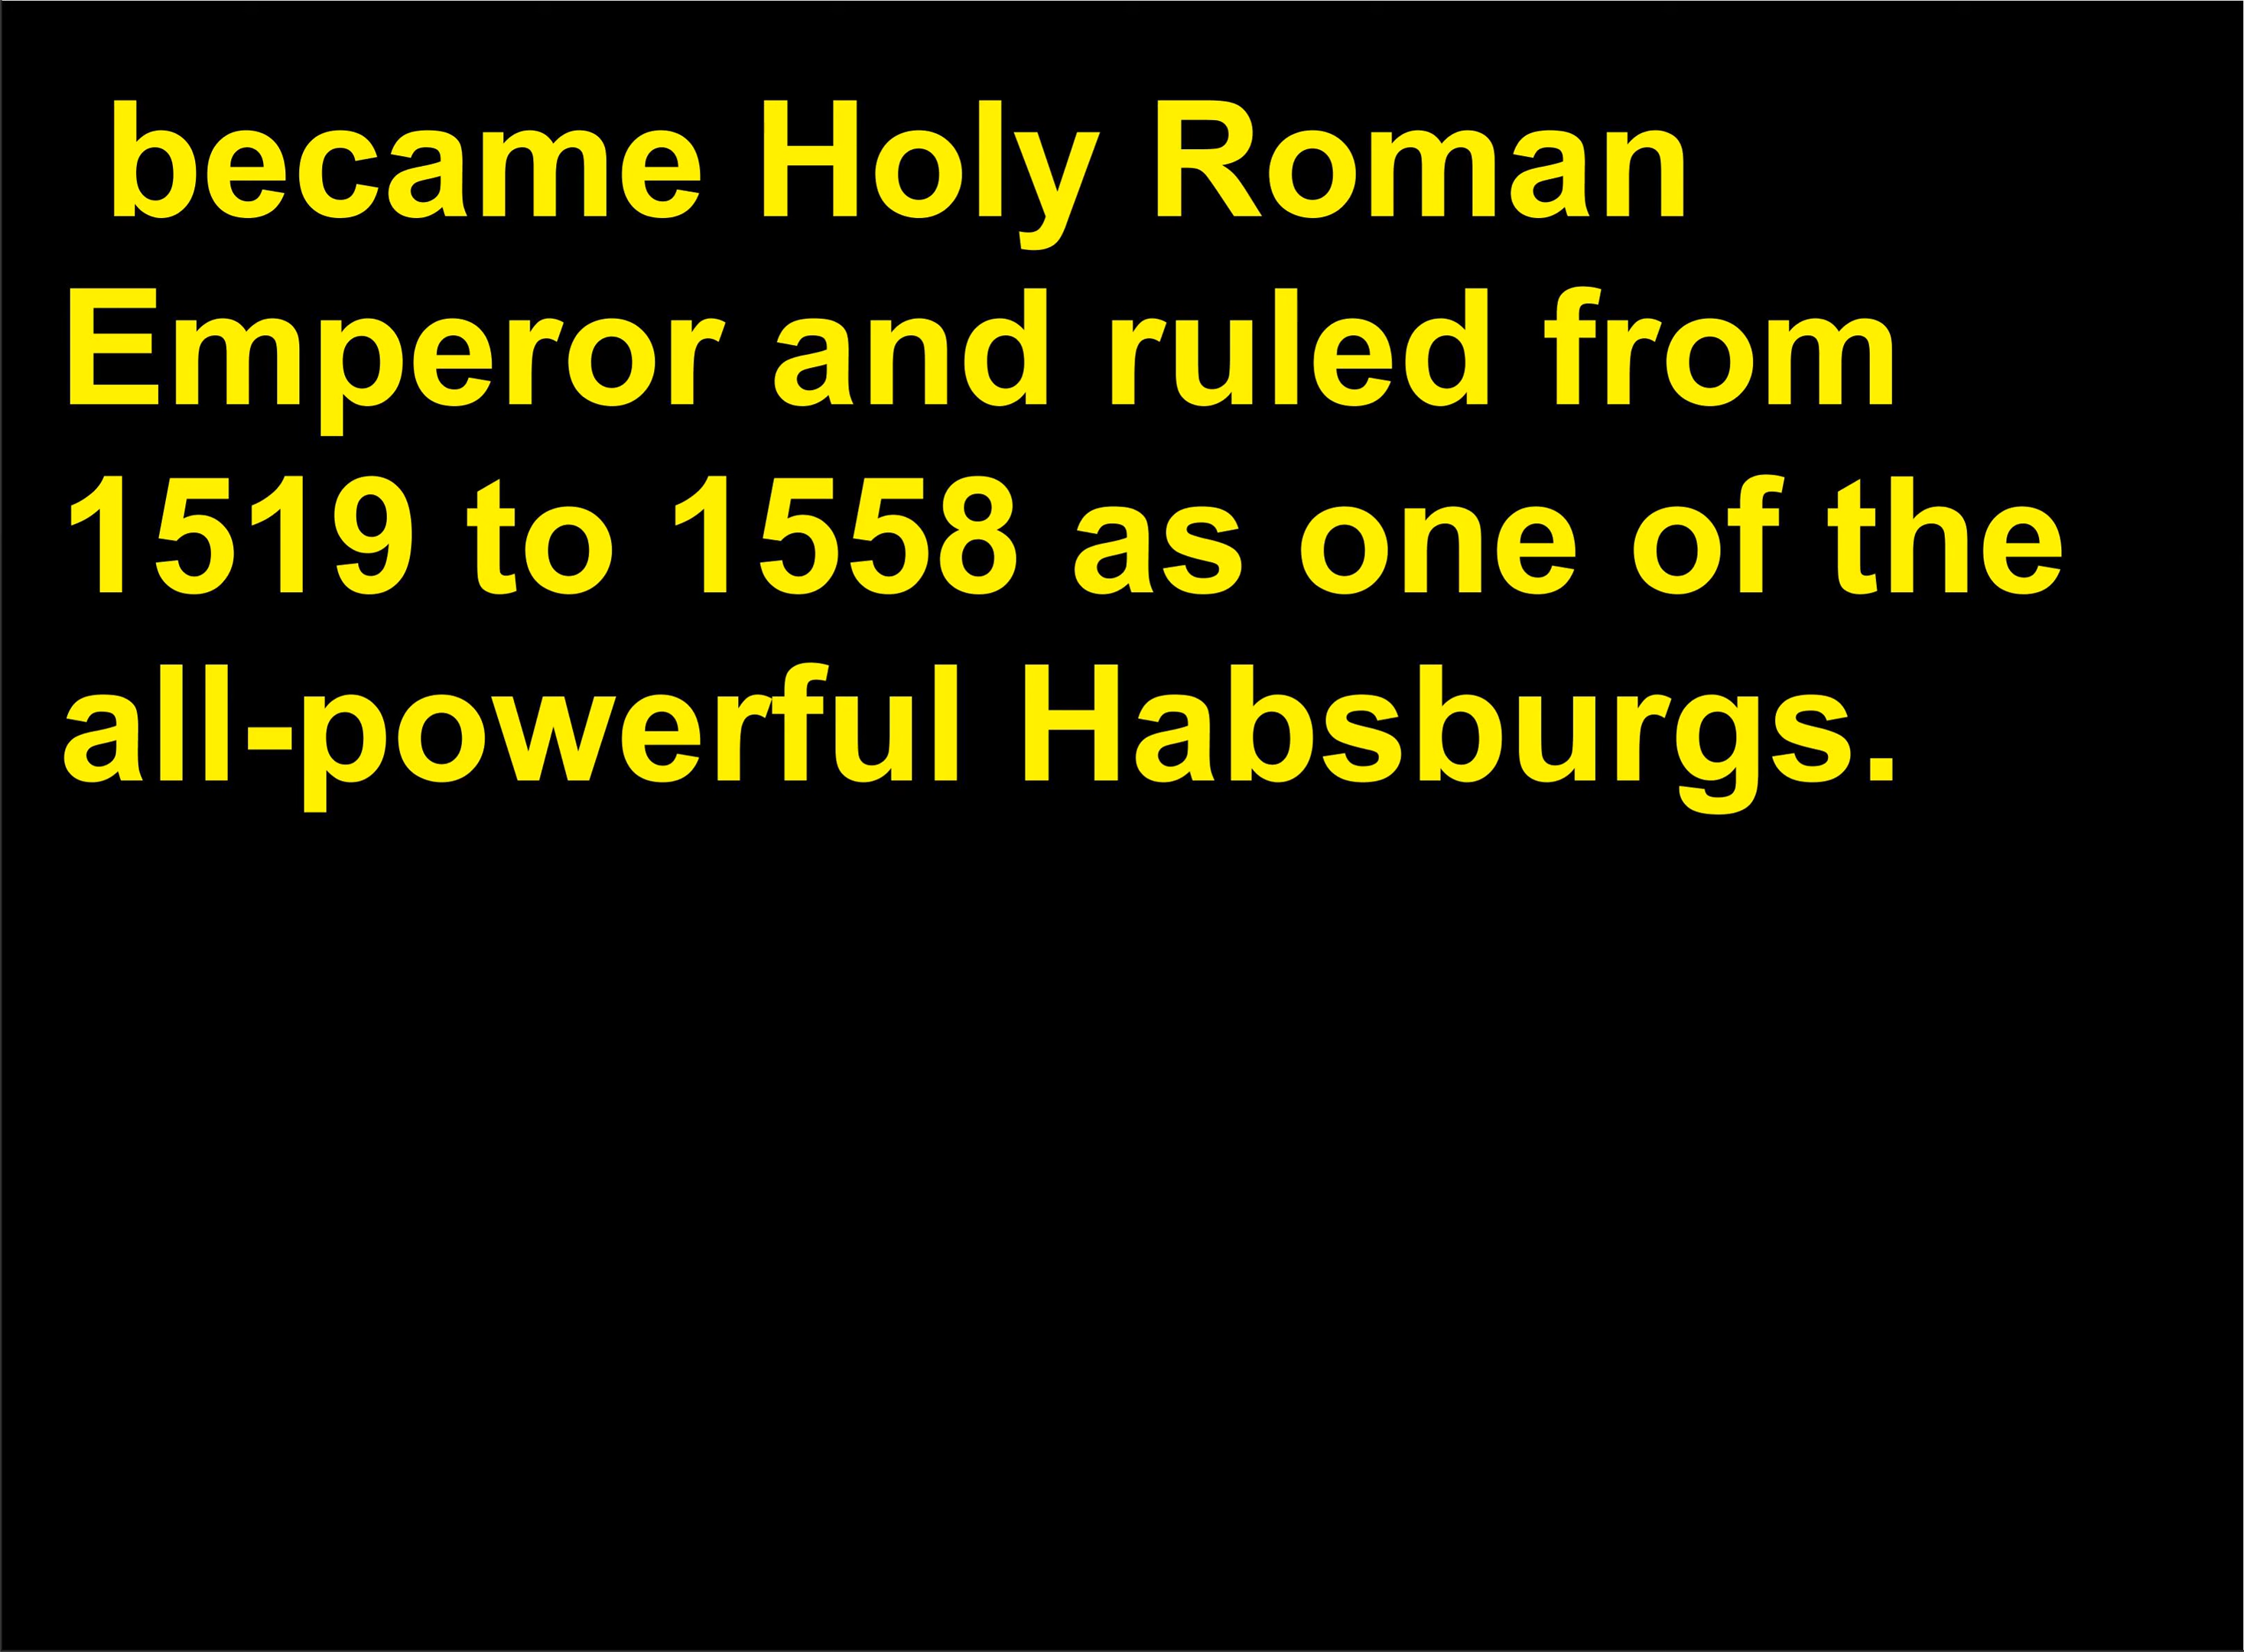 became Holy Roman
Emperor and ruled from
1519 to 1558 as one of the
all-powerful Habsburgs.